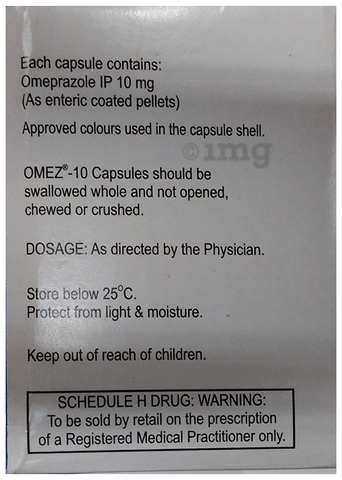 Each capsule contains:
Omeprazole IP 10 mg
(As enteric coated pellets)
Approved colours used in the capsule shell.
©1mg
OMEZ®-10 Capsules should be
swallowed whole and not opened,
chewed or crushed.
DOSAGE: As directed by the Physician.
Store below 25°C.
Protect from light & moisture.
Keep out of reach of children.
SCHEDULE H DRUG: WARNING:
To be sold by retail on the prescription
of a Registered Medical Practitioner only.